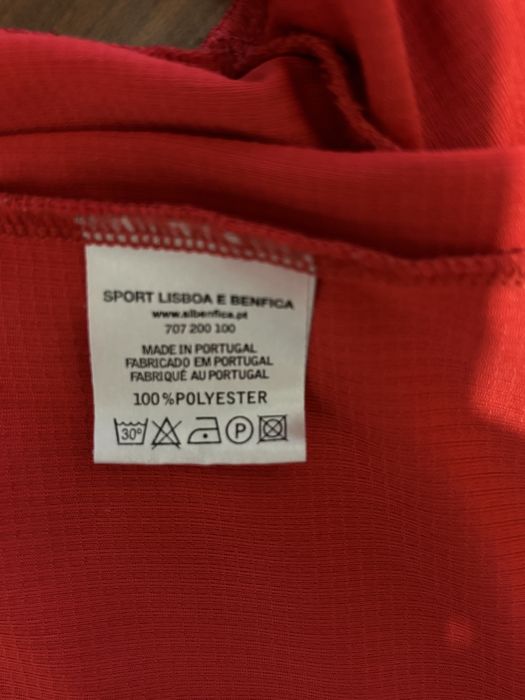 SPORT LISBOA E BENFICA
www.slbenfica.pt
707 200 100
MADE IN PORTUGAL
FABRICADO EM PORTUGAL
FABRIQUÉ AU PORTUGAL
100%POLYESTER
30° P